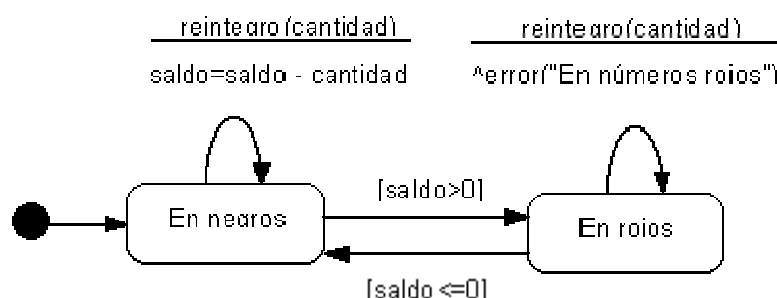 reintegro(cantidad)
reintegro(cantidad)
saldo=saldo - cantidad
^error("En números rojos")
En negros
[saldo>0]
En rojos
[saldo <=0]